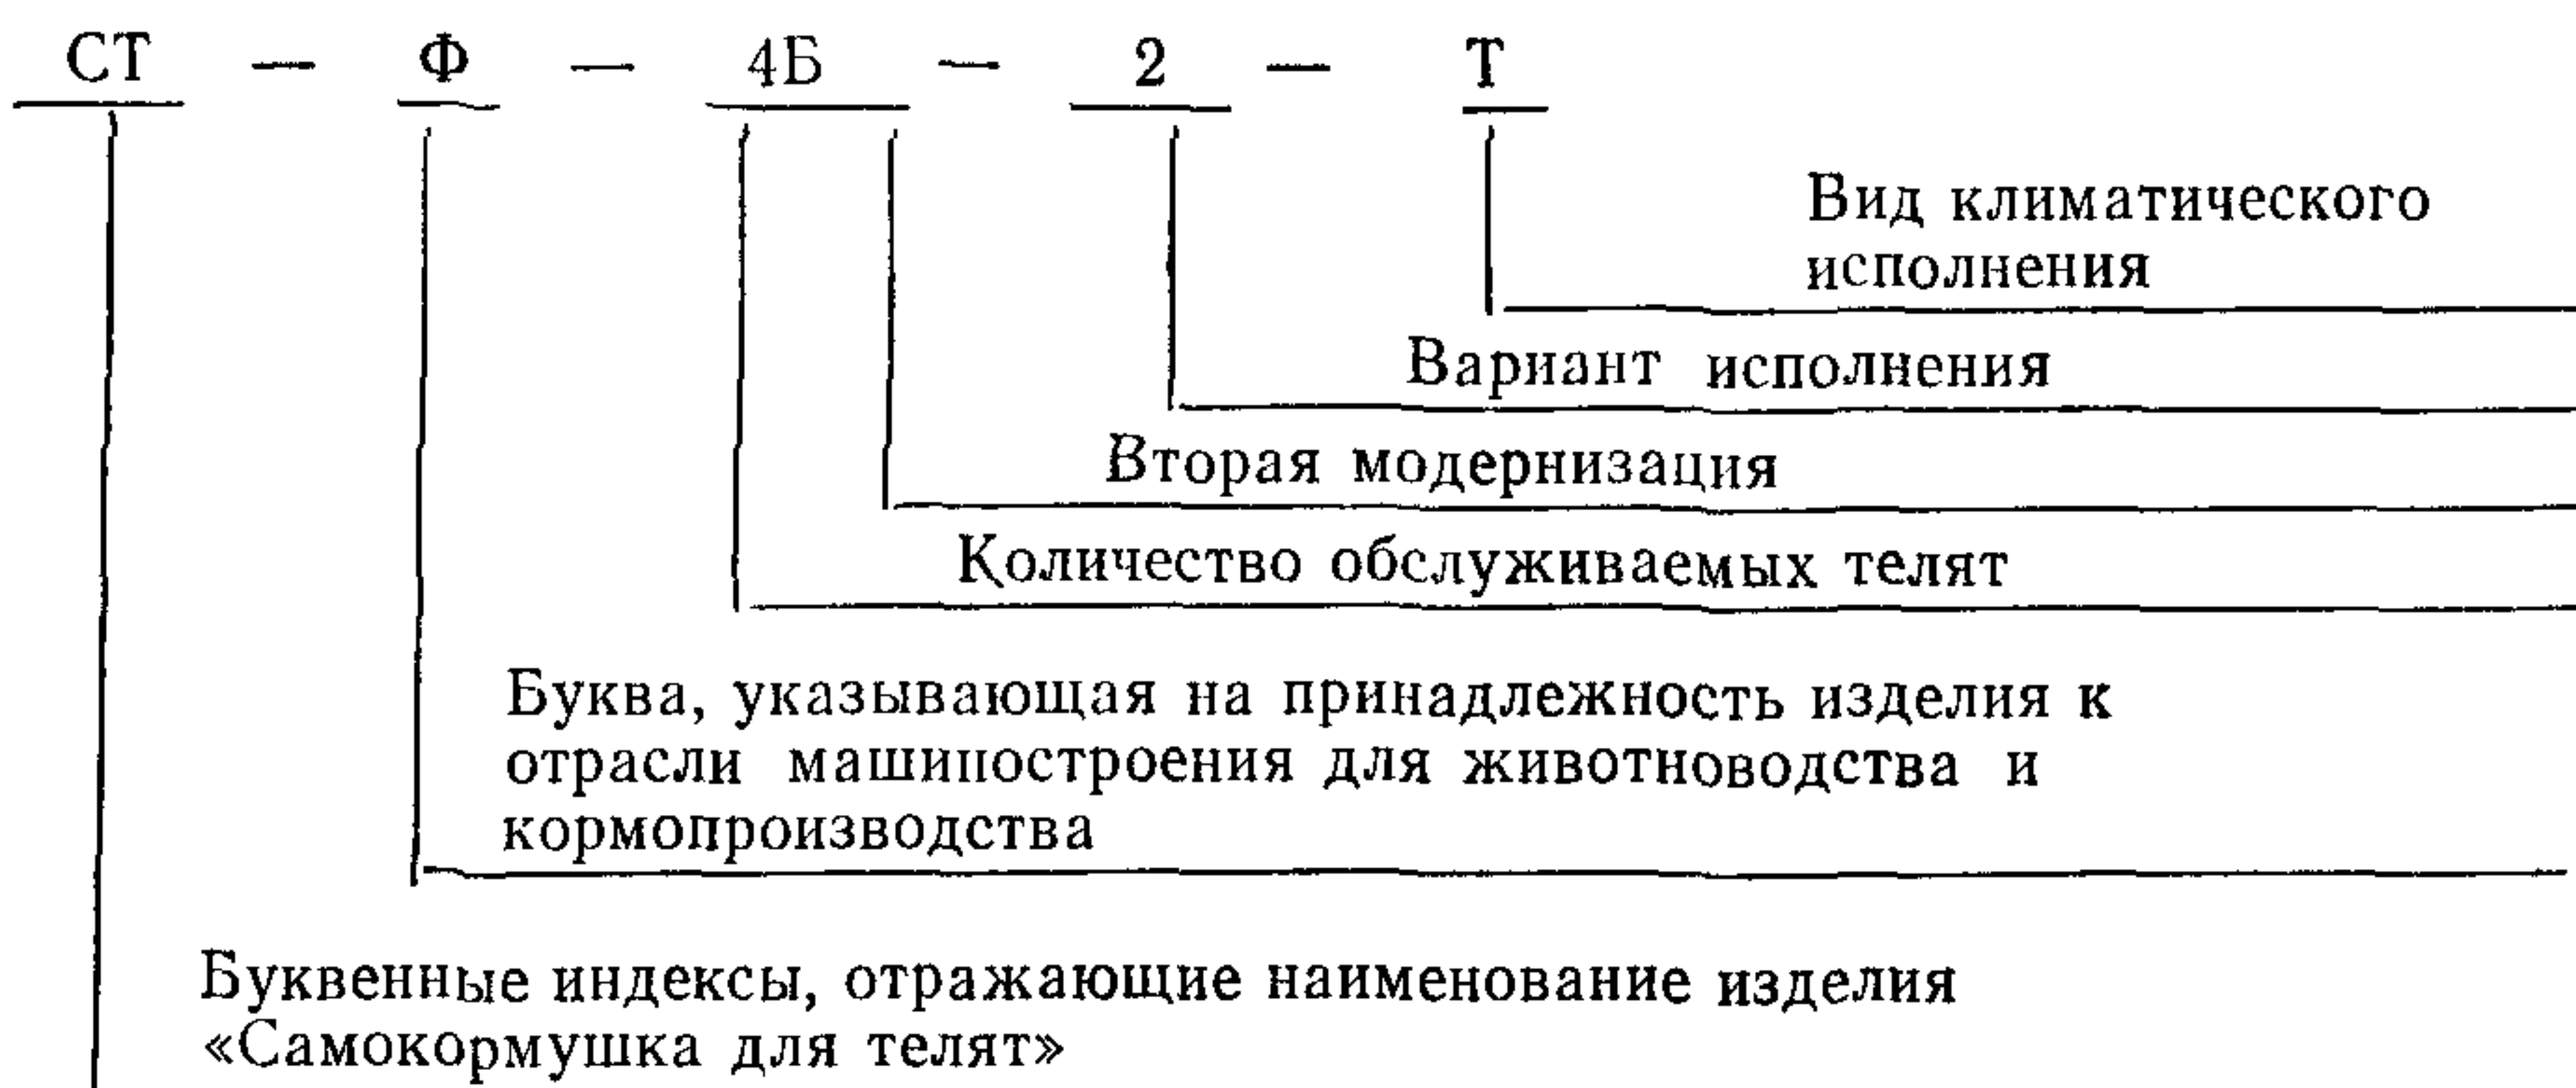 СТ — Ф — 4Б — 2 — Т
Вид климатического
исполнения
Вариант исполнения
Вторая модернизация
Количество обслуживаемых телят
Буква, указывающая на принадлежность изделия к
отрасли машиностроения для животноводства и
кормопроизводства
Буквенные индексы, отражающие наименование изделия
«Самокормушка для телят»